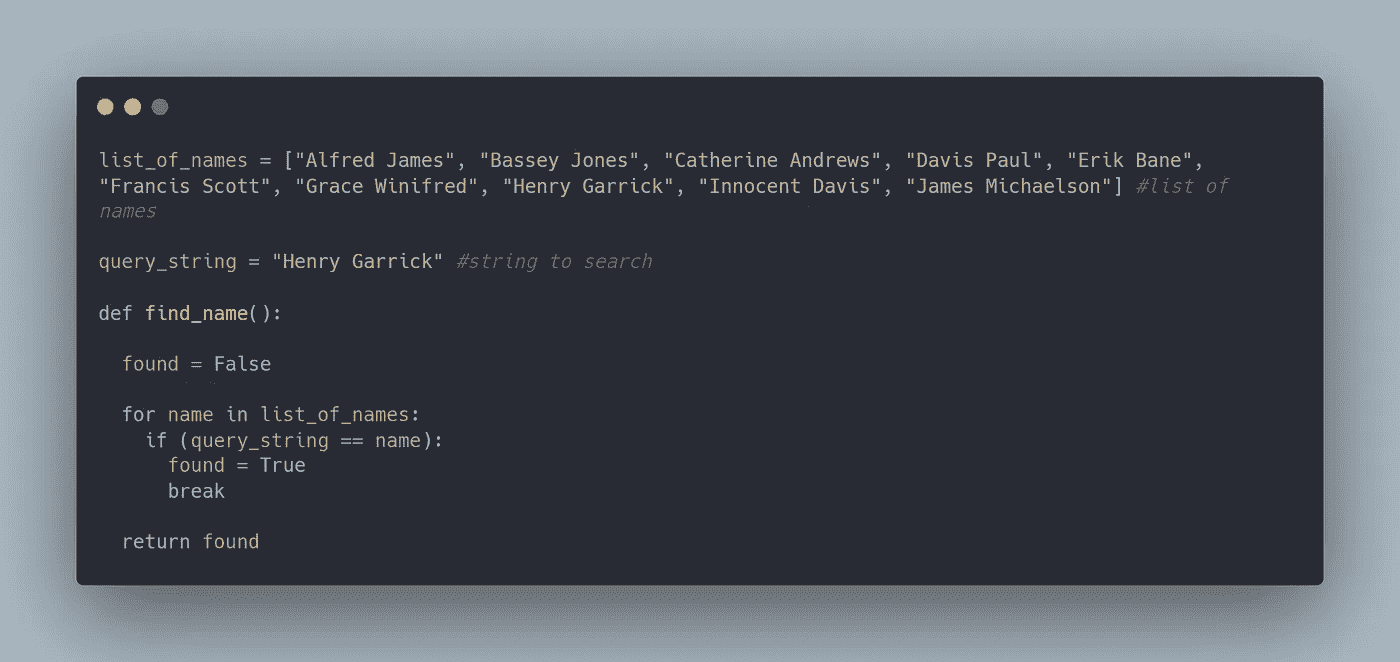 list_of_names = ["Alfred James", "Bassey Jones", "Catherine Andrews", "Davis Paul", "Erik Bane",
"Francis Scott", "Grace Winifred", "Henry Garrick", "Innocent Davis", "James Michaelson"] #list of
names
query_string = "Henry Garrick" #string to search
def find_name():
  found = False
  for name in list_of_names:
    if (query_string == name):
      found = True
      break
  return found